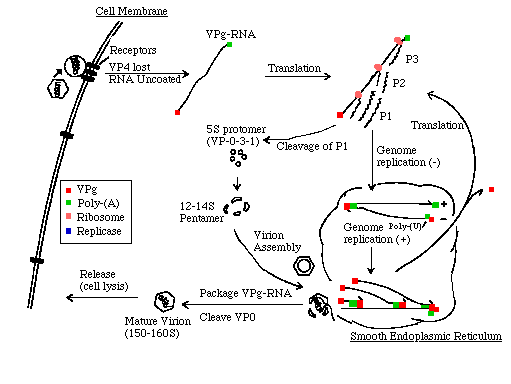 Cell Membrane
Receptors
VP4 lost
RNA Uncoated
VPg-RNA
Translation
P3
P2
P1
Translation
5S protomer
(VP-0-3-1)
Cleavage of P1
Genome
replication (-)
VPg
Poly-(A)
Ribosome
Replicase
12-14S
Pentamer
Virion
Assembly
+
Genome
replication (+)
Poly-(U)
-
Release
(cell lysis)
Package VPg-RNA
Cleave VP0
Mature Virion
(150-160S)
Smooth Endoplasmic Reticulum